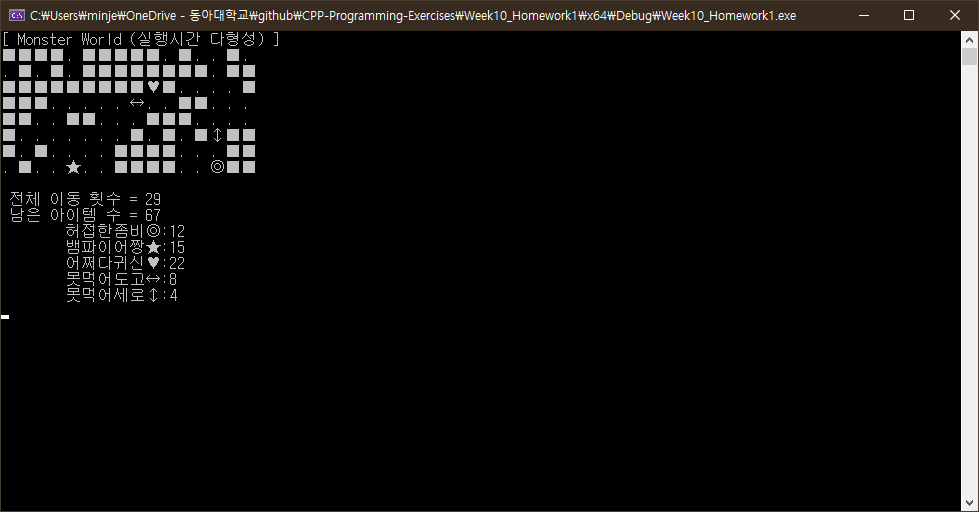 C:₩Users₩minje₩OneDrive - 동아대학교₩github₩CPP-Programming-Exercises₩Week10_Homework1₩x64₩Debug₩Week10_Homework1.exe
[ Monster World (실행시간 다형성) ]
■■■■.■■■■■.■..■.
.■.■.■■■■■■■■.■■
■■■■■■■■■♥■....■
■■■.....↔..■■...
■■..■■...■■■....
■.......■.■.■↕■■
■.■....■■■■...■■
.■..★..■■■■..◎■■
전체 이동 횟수 = 29
남은 아이템 수 = 67
허접한좀비◎:12
뱀파이어짱★:15
어쩌다귀신♥:22
못먹어도고↔:8
못먹어세로↕:4